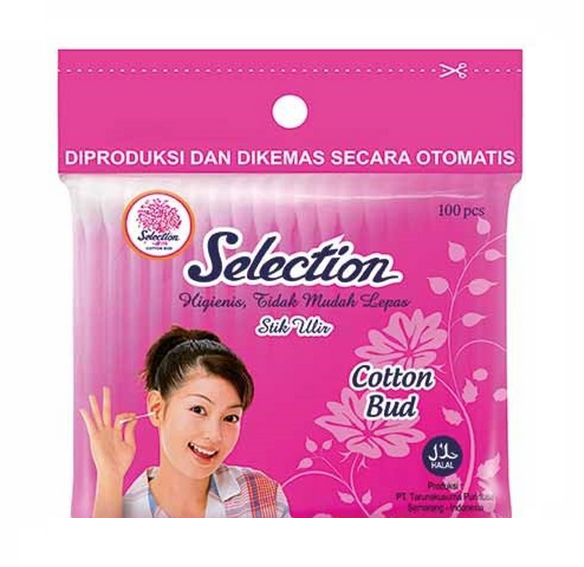 DIPRODUKSI DAN DIKEMAS SECARA OTOMATIS
100 pcs
Selection
COTTON BUD
Selection
Higienis, Tidak Mudah Lepas
Stik Ulir
Cotton
Bud
حلال
HALAL
Produksi :
PT. Tarunakusuma
Semarang - Indonesia